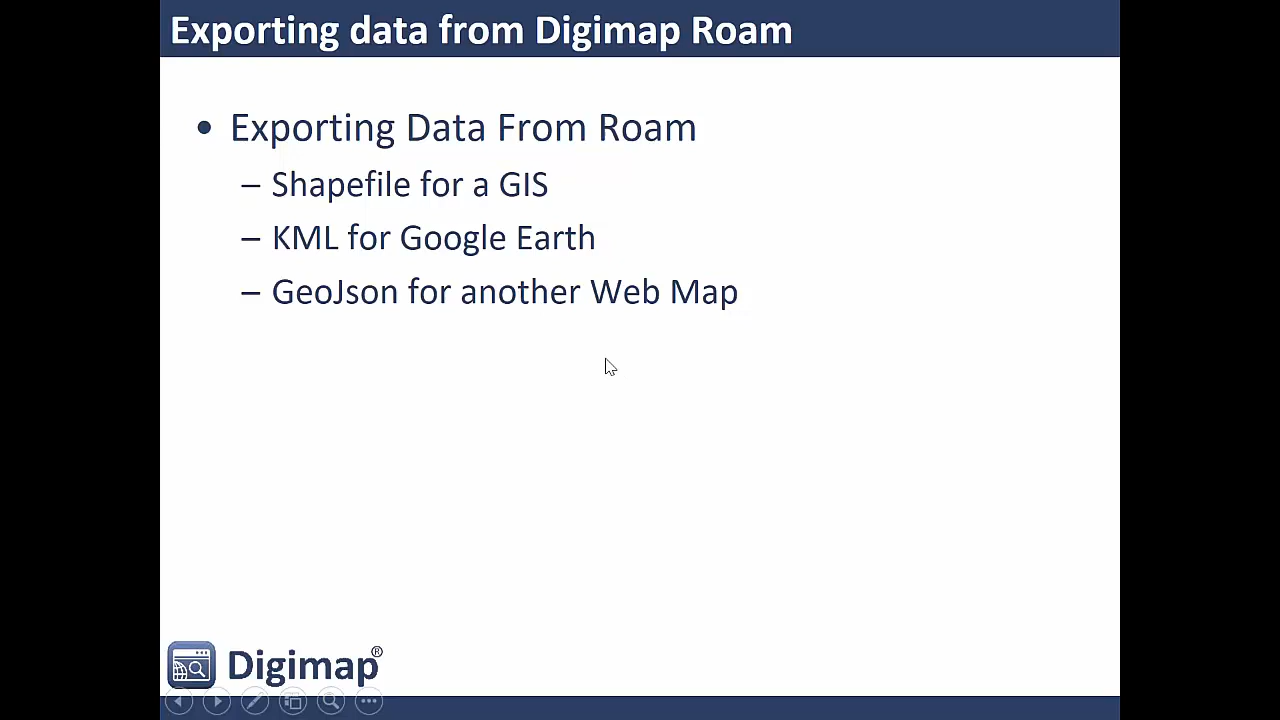 Exporting data from Digimap Roam
• Exporting Data From Roam
– Shapefile for a GIS
– KML for Google Earth
– GeoJson for another Web Map
Digimap®